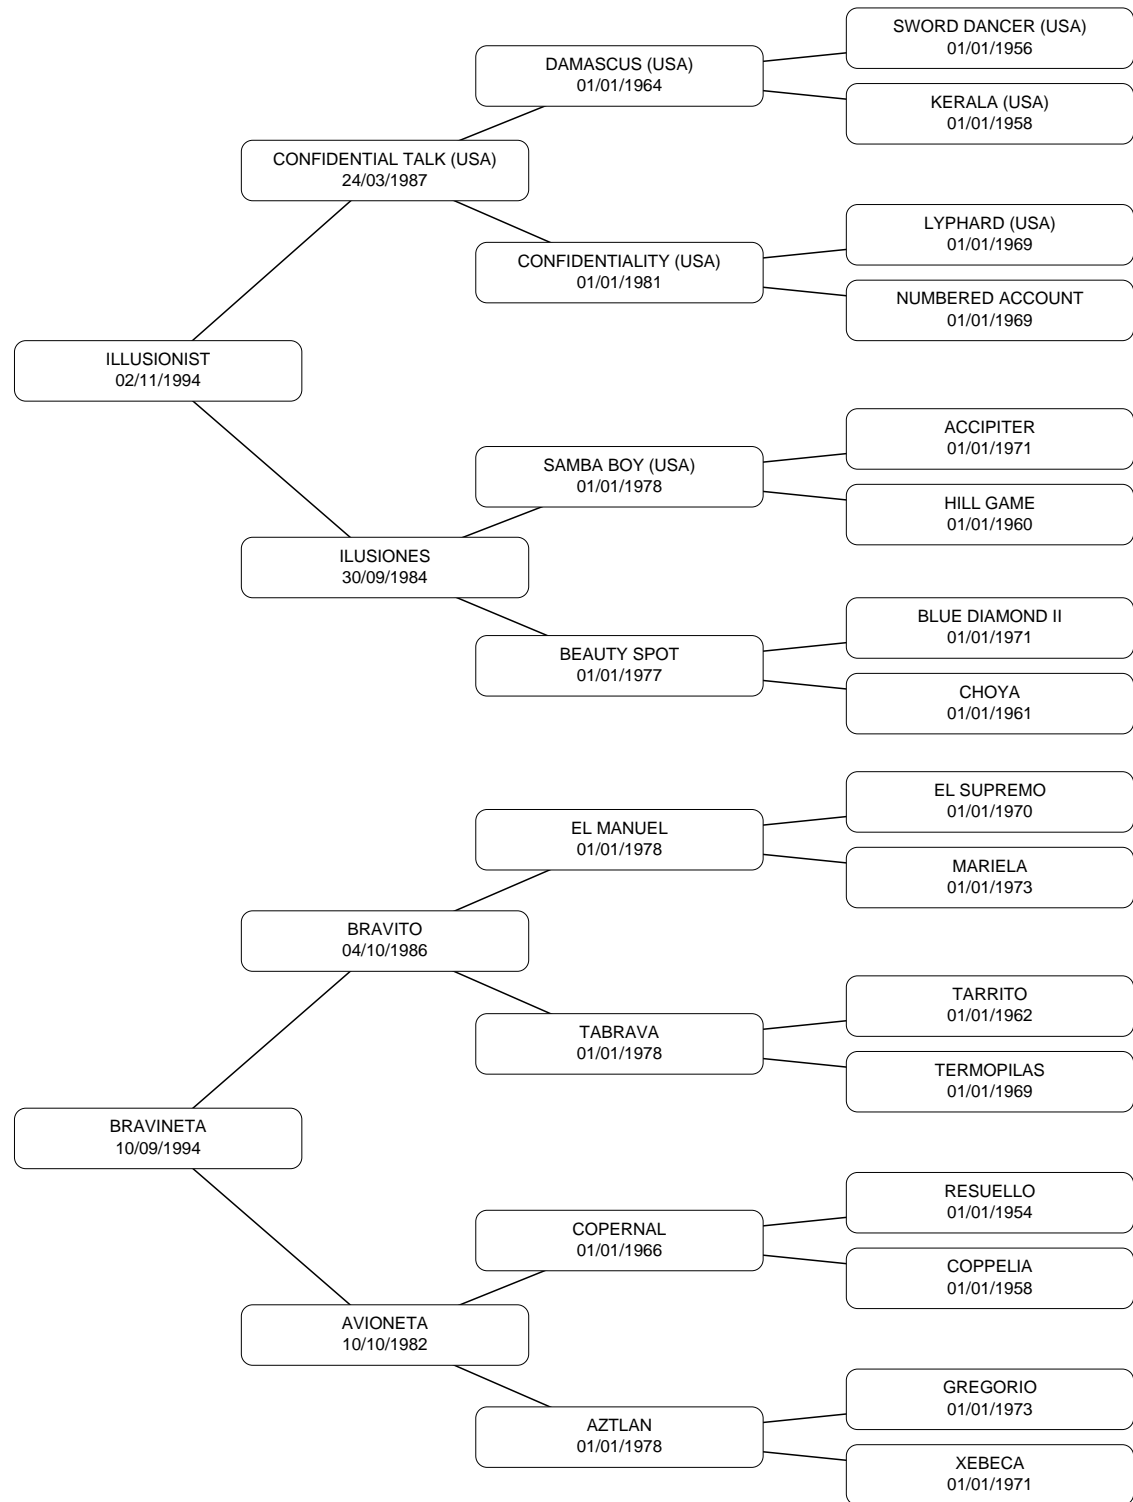 SWORD DANCER (USA)
01/01/1956
DAMASCUS (USA)
01/01/1964
KERALA (USA)
01/01/1958
CONFIDENTIAL TALK (USA)
24/03/1987
LYPHARD (USA)
01/01/1969
CONFIDENTIALITY (USA)
01/01/1981
NUMBERED ACCOUNT
01/01/1969
ILLUSIONIST
02/11/1994
ACCIPITER
01/01/1971
SAMBA BOY (USA)
01/01/1978
HILL GAME
01/01/1960
ILUSIONES
30/09/1984
BLUE DIAMOND II
01/01/1971
BEAUTY SPOT
01/01/1977
CHOYA
01/01/1961
EL SUPREMO
01/01/1970
EL MANUEL
01/01/1978
MARIELA
01/01/1973
BRAVITO
04/10/1986
TARRITO
01/01/1962
TABRAVA
01/01/1978
TERMOPILAS
01/01/1969
BRAVINETA
10/09/1994
RESUELLO
01/01/1954
COPERNAL
01/01/1966
COPPELIA
01/01/1958
AVIONETA
10/10/1982
GREGORIO
01/01/1973
AZTLAN
01/01/1978
XEBECA
01/01/1971